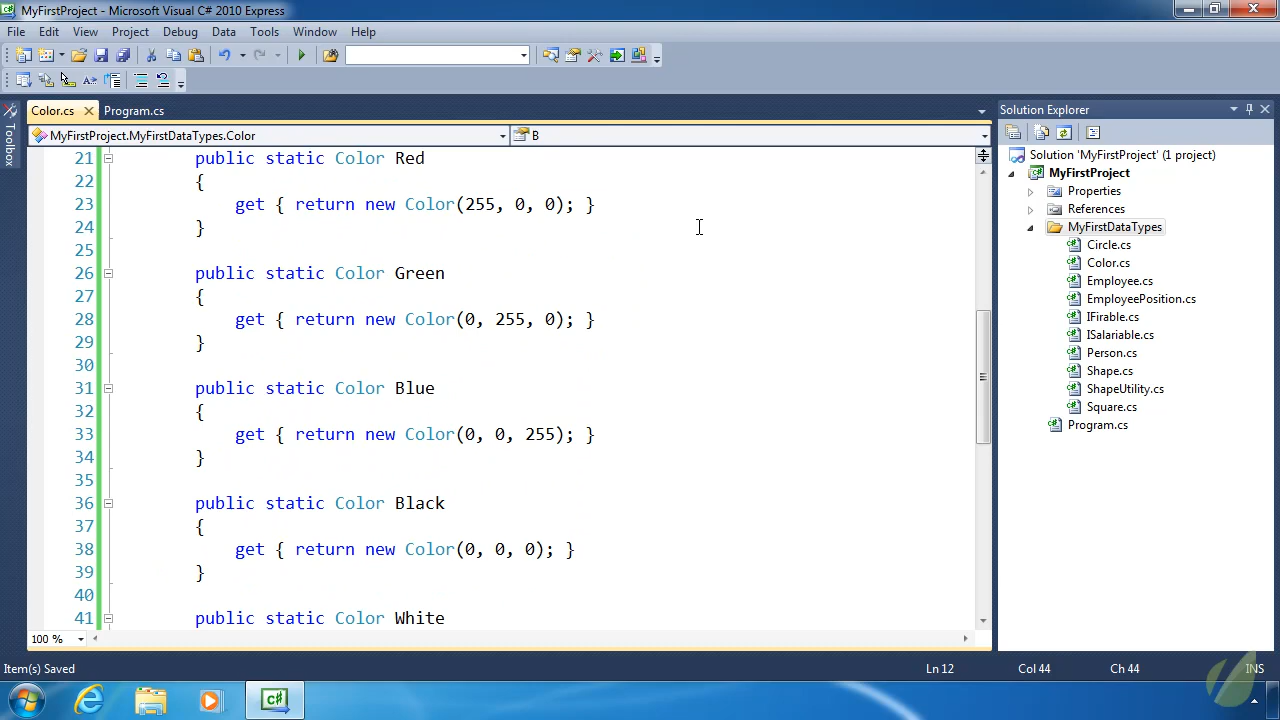 MyFirstProject - Microsoft Visual C# 2010 Express
File Edit View Project Debug Data Tools Window Help
Color.cs Program.cs
MyFirstProject.MyFirstDataTypes.Color B
Toolbox
21 public static Color Red
22 {
23 get { return new Color(255, 0, 0); }
24 }
25
26 public static Color Green
27 {
28 get { return new Color(0, 255, 0); }
29 }
30
31 public static Color Blue
32 {
33 get { return new Color(0, 0, 255); }
34 }
35
36 public static Color Black
37 {
38 get { return new Color(0, 0, 0); }
39 }
40
41 public static Color White
100 %
Solution Explorer
Solution 'MyFirstProject' (1 project)
MyFirstProject
Properties
References
MyFirstDataTypes
Circle.cs
Color.cs
Employee.cs
EmployeePosition.cs
IFirable.cs
ISalariable.cs
Person.cs
Shape.cs
ShapeUtility.cs
Square.cs
Program.cs
Item(s) Saved Ln 12 Col 44 Ch 44 INS
C#